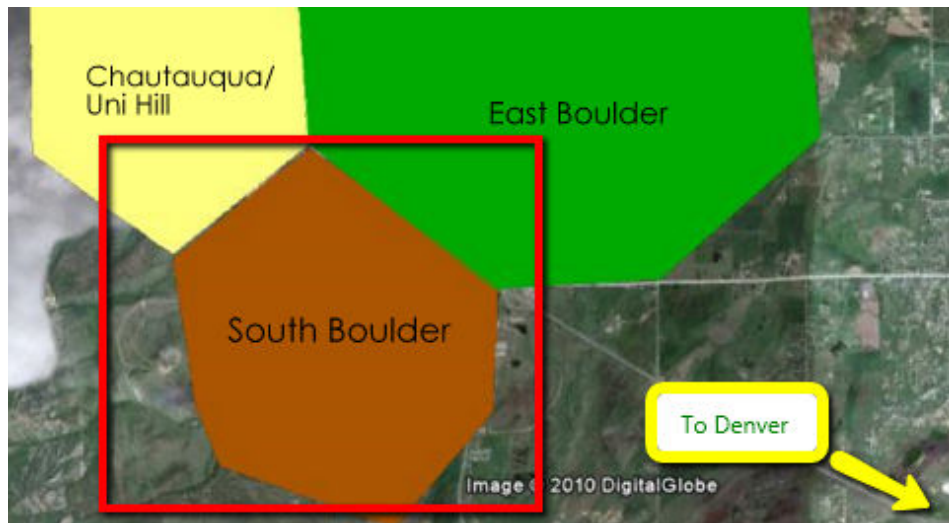 Chautauqua/
Uni Hill
East Boulder
South Boulder
To Denver
Image © 2010 DigitalGlobe